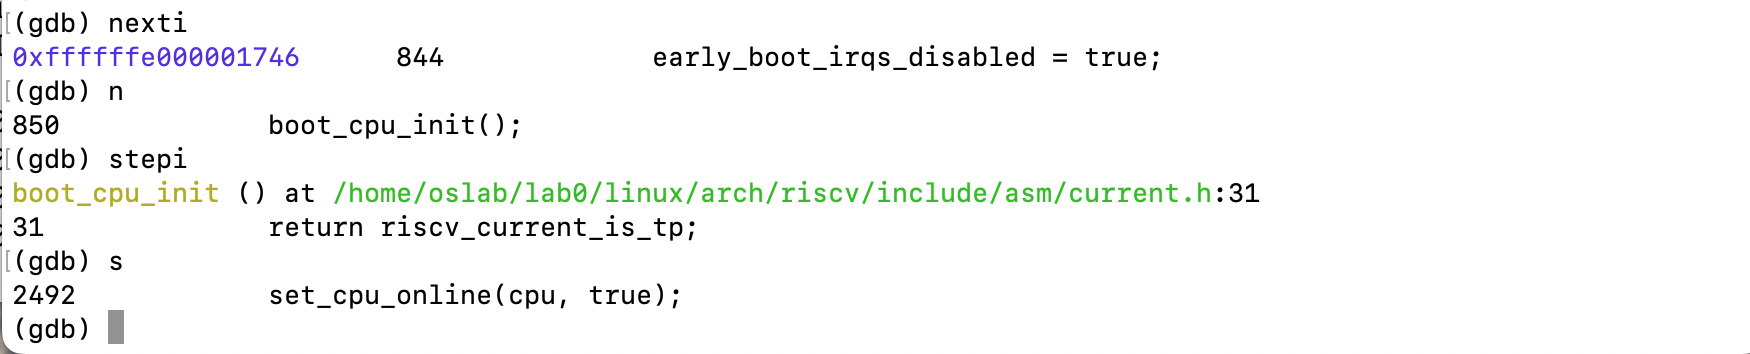 (gdb) nexti
0xffffffe000001746      844             early_boot_irqs_disabled = true;
(gdb) n
850             boot_cpu_init();
(gdb) stepi
boot_cpu_init () at /home/oslab/lab0/linux/arch/riscv/include/asm/current.h:31
31              return riscv_current_is_tp;
(gdb) s
2492            set_cpu_online(cpu, true);
(gdb)